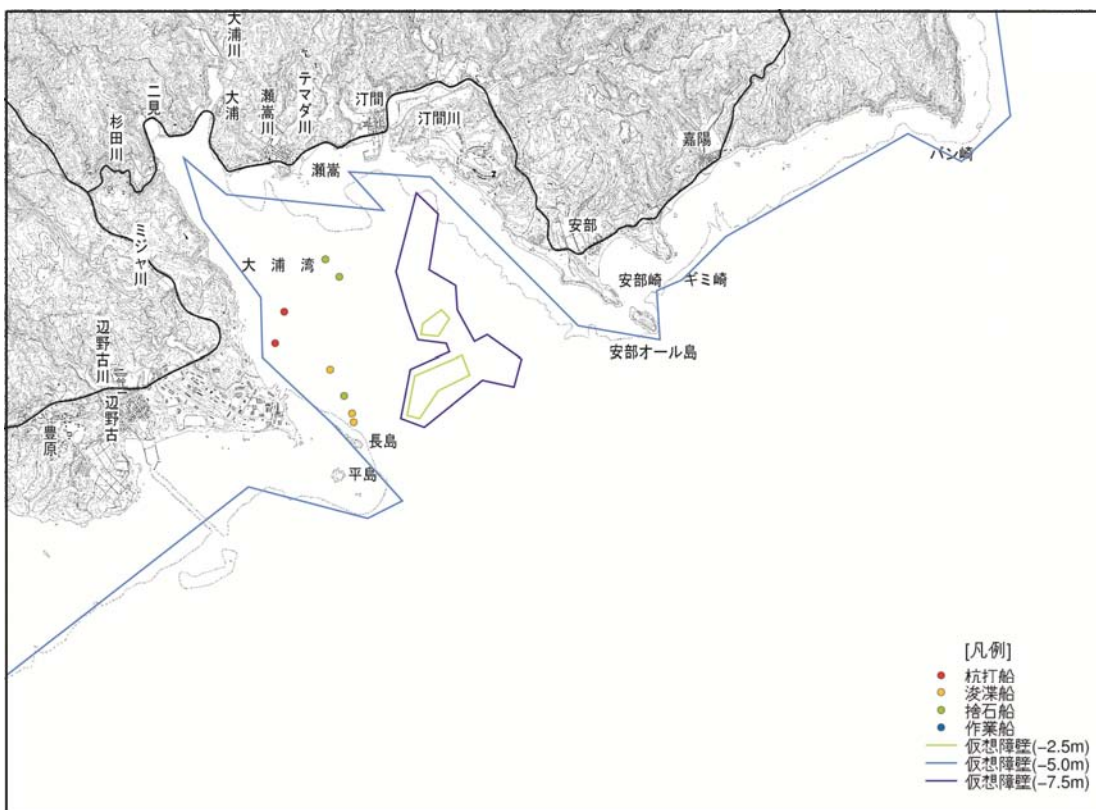 大浦川
テマダ川
瀬嵩川
大浦
二見
杉田川
汀間
汀間川
瀬嵩
嘉陽
バン崎
安部
ミジャ川
大浦湾
安部崎
ギミ崎
安部オール島
辺野古川
辺野古
豊原
長島
平島
[凡例]
杭打船
浚渫船
捨石船
作業船
仮想障壁(−2.5m)
仮想障壁(−5.0m)
仮想障壁(−7.5m)